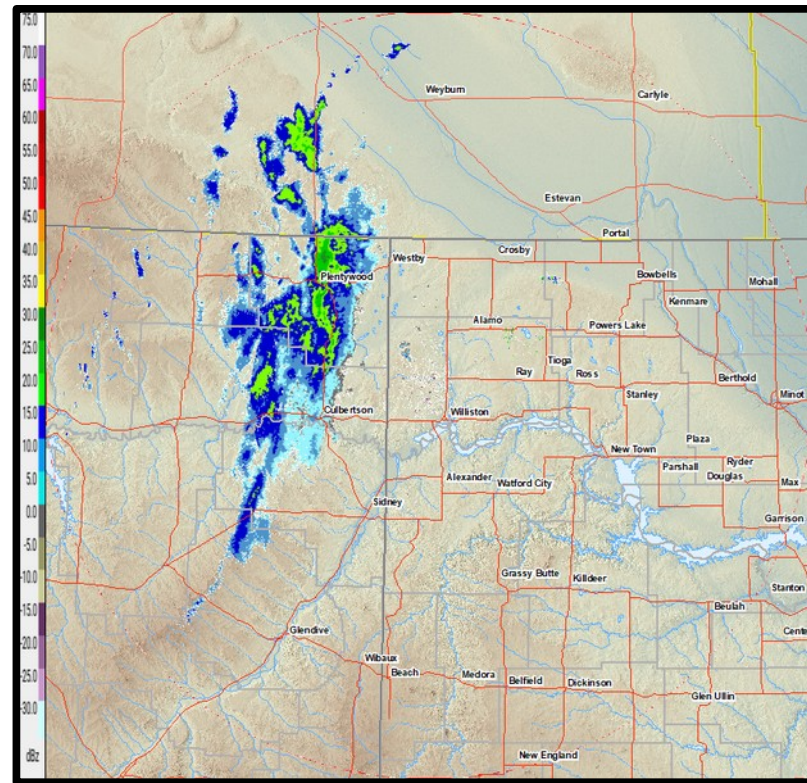 75.0
70.0
65.0
60.0
55.0
50.0
45.0
40.0
35.0
30.0
25.0
20.0
15.0
10.0
5.0
0.0
-5.0
-10.0
-15.0
-20.0
-25.0
-30.0
dBz
Weyburn
Carlyle
Estevan
Portal
Crosby
Westby
Bowbells
Plentywood
Mohall
Kenmare
Alamo
Powers Lake
Tioga
Ray
Ross
Berthold
Stanley
Minot
Culbertson
Williston
Plaza
New Town
Ryder
Parshall
Douglas
Max
Alexander
Watford City
Sidney
Garrison
Grassy Butte
Killdeer
Stanton
Beulah
Glendive
Cente
Wibaux
Beach
Medora
Belfield
Dickinson
Glen Ullin
New England